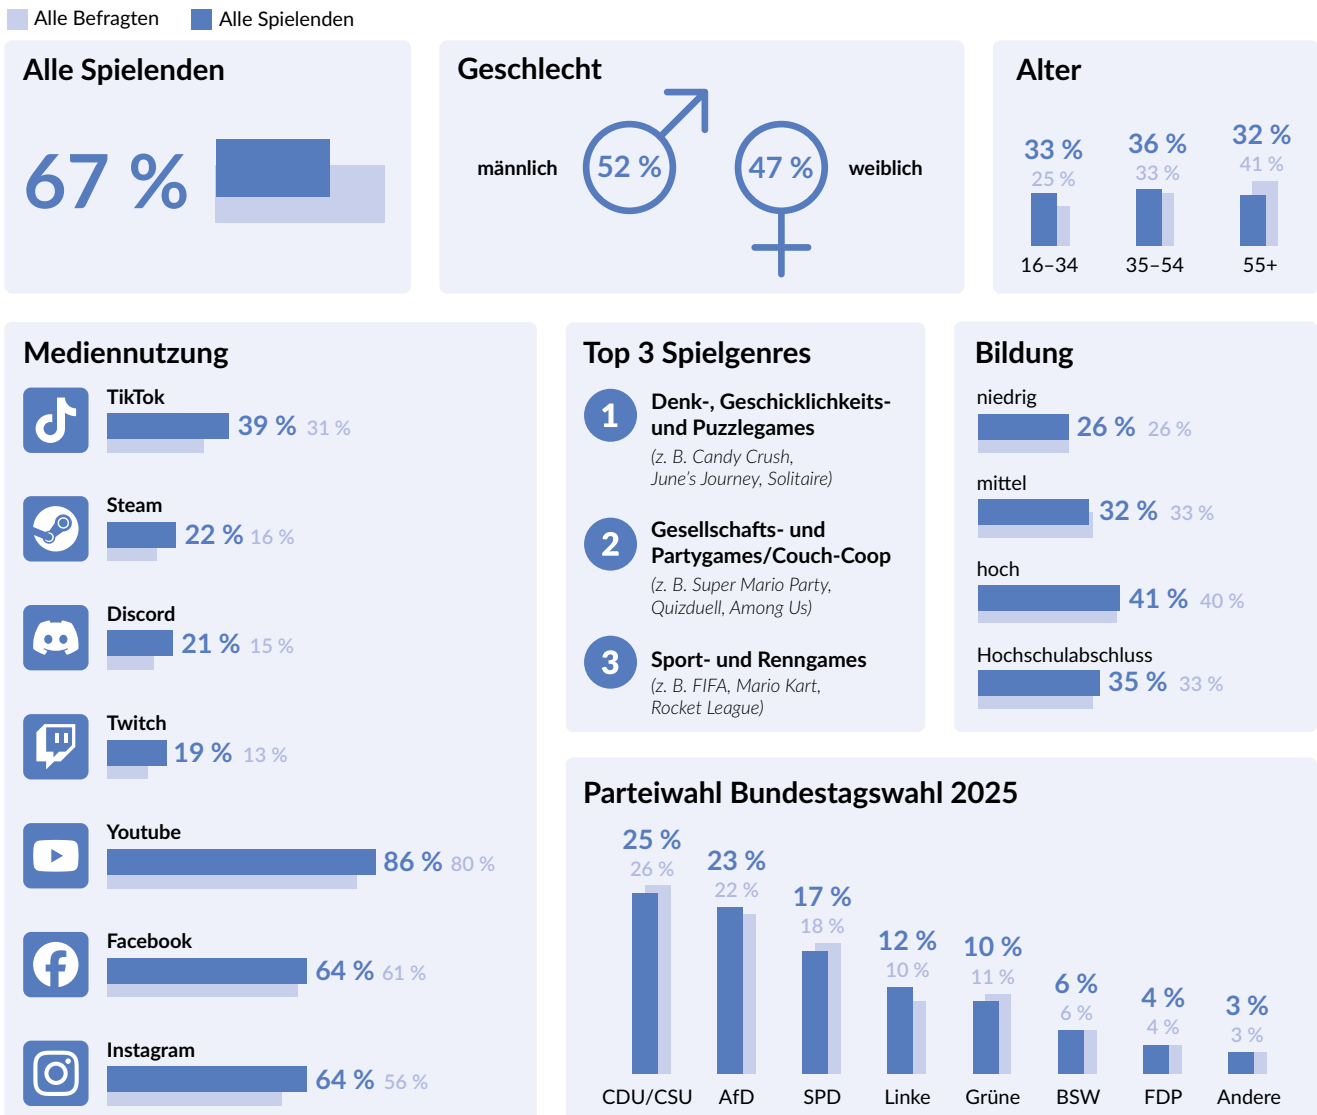 Alle Befragten
Alle Spielenden
Alle Spielenden
67 %
Geschlecht
männlich
52 %
47 %
weiblich
Alter
33 %
25 %
16–34
36 %
33 %
35–54
32 %
41 %
55+
Mediennutzung
TikTok
39 % 31 %
Steam
22 % 16 %
Discord
21 % 15 %
Twitch
19 % 13 %
Youtube
86 % 80 %
Facebook
64 % 61 %
Instagram
64 % 56 %
Top 3 Spielgenres
1
Denk-, Geschicklichkeits-
und Puzzlegames
(z. B. Candy Crush,
June’s Journey, Solitaire)
2
Gesellschafts- und
Partygames/Couch-Coop
(z. B. Super Mario Party,
Quizduell, Among Us)
3
Sport- und Renngames
(z. B. FIFA, Mario Kart,
Rocket League)
Bildung
niedrig
26 % 26 %
mittel
32 % 33 %
hoch
41 % 40 %
Hochschulabschluss
35 % 33 %
Parteiwahl Bundestagswahl 2025
25 %
26 %
CDU/CSU
23 %
22 %
AfD
17 %
18 %
SPD
12 %
10 %
Linke
10 %
11 %
Grüne
6 %
6 %
BSW
4 %
4 %
FDP
3 %
3 %
Andere